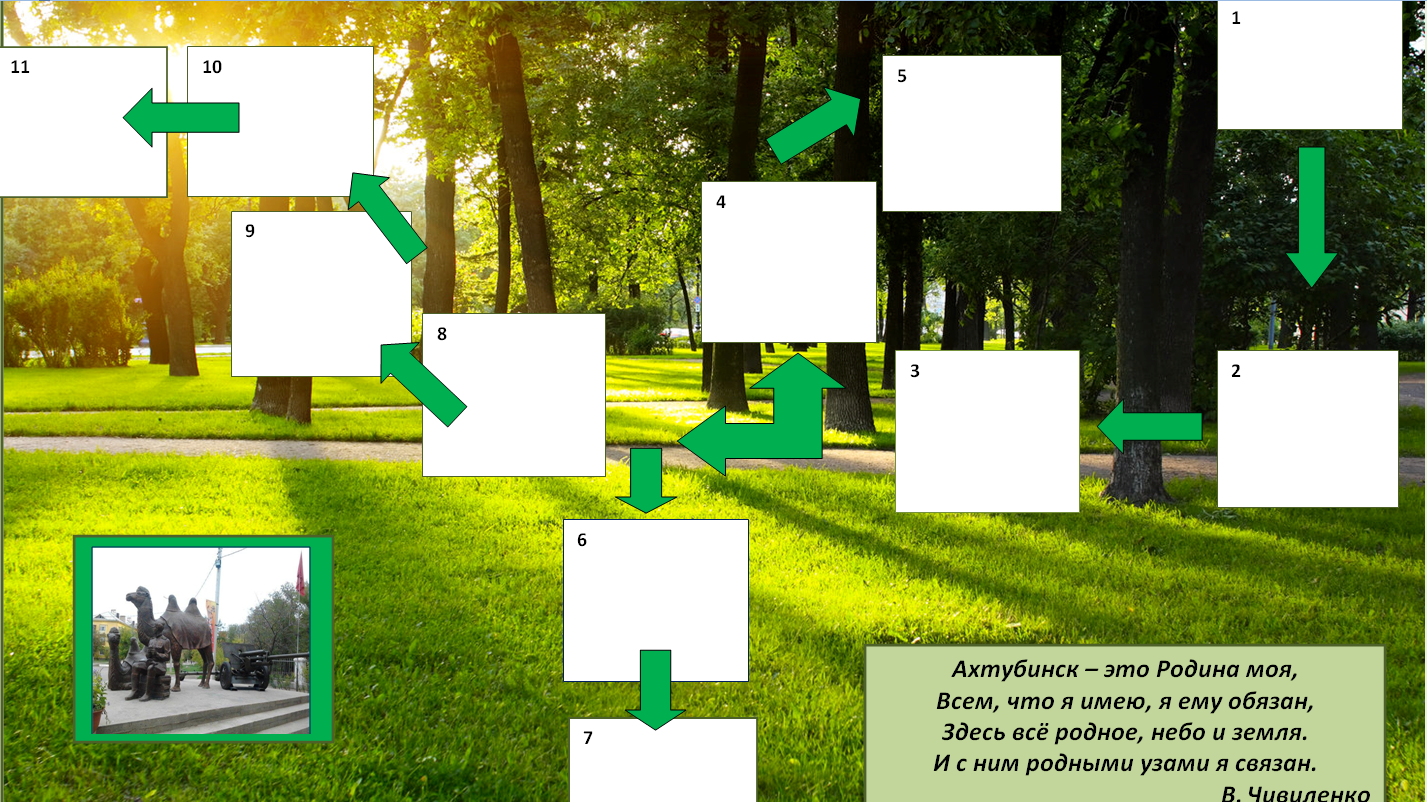 1
11
10
5
4
9
8
3
2
6
7
Ахтубинск – это Родина моя,
Всем, что я имею, я ему обязан,
Здесь всё родное, небо и земля.
И с ним родными узами я связан.
В. Чивиленко